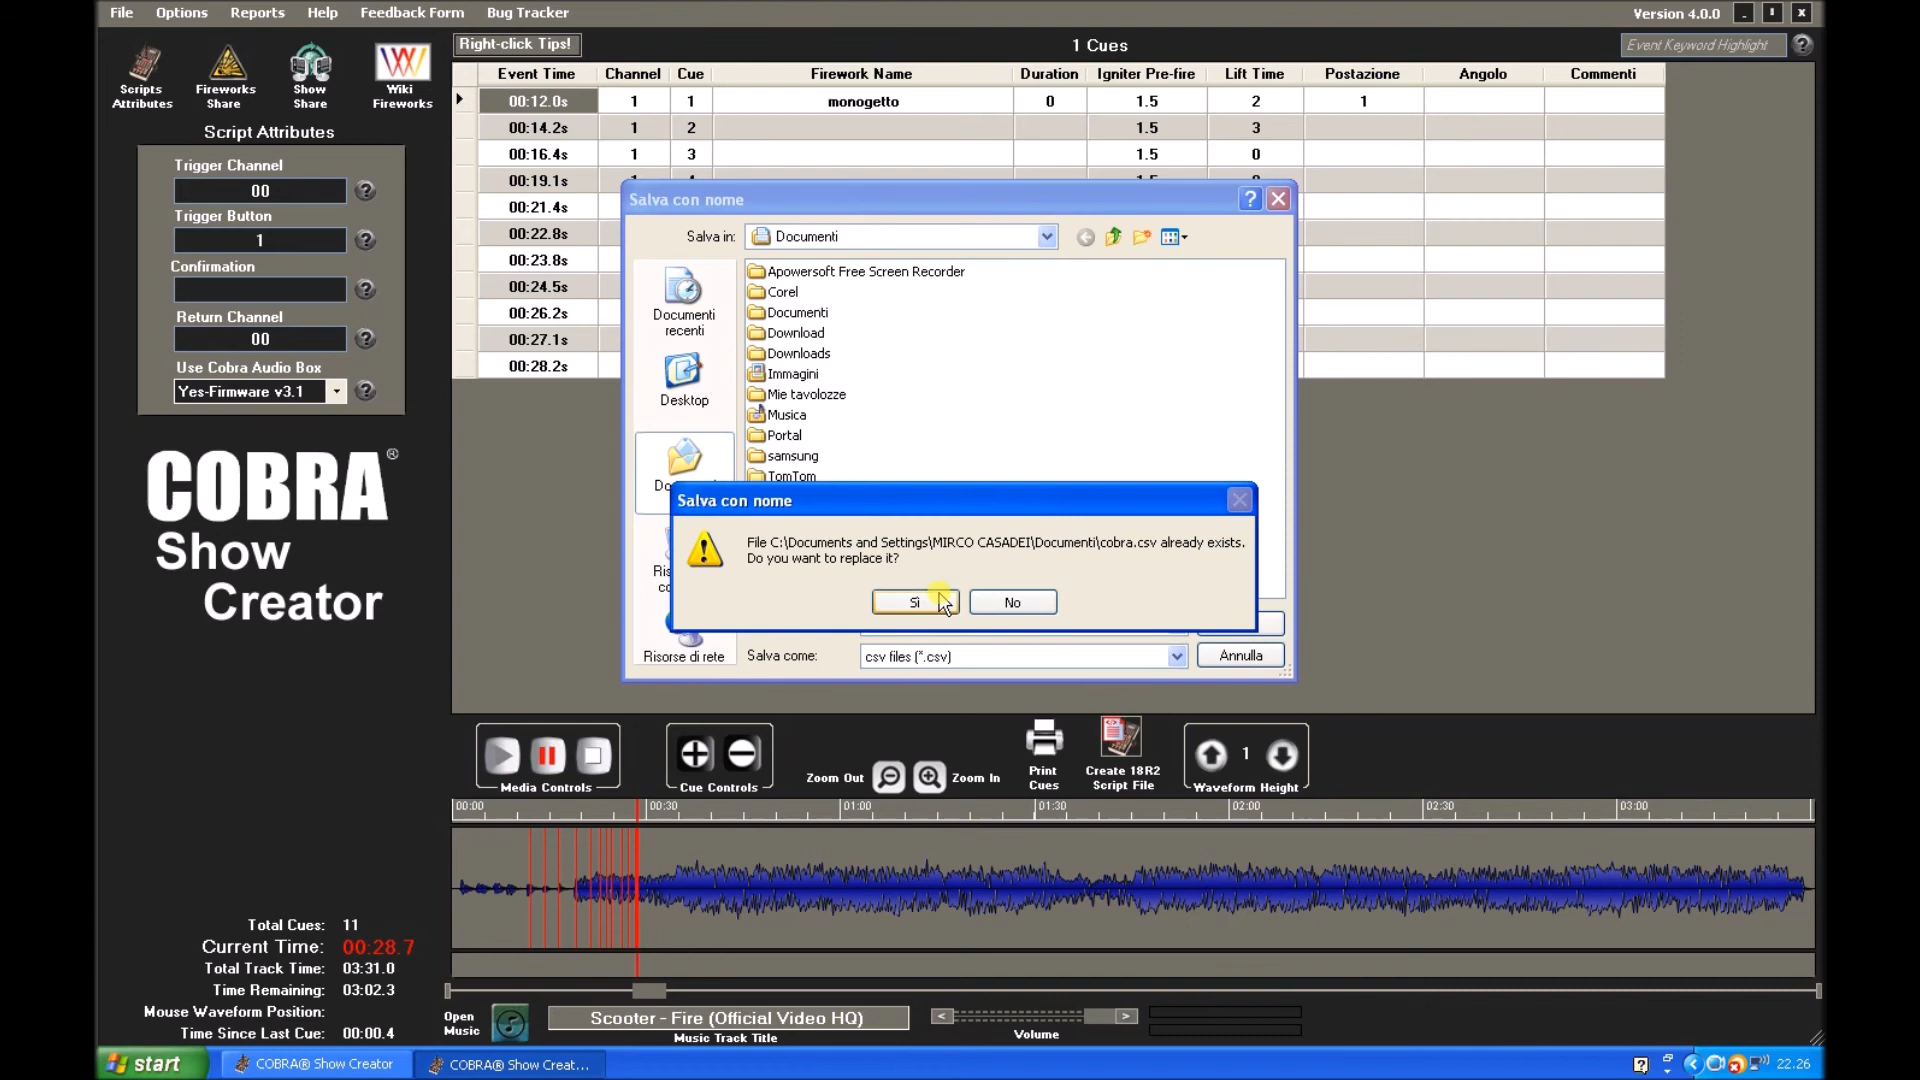 File Options Reports Help Feedback Form Bug Tracker
Version 4.0.0
Scripts Attributes
Fireworks Share
Show Share
Wiki Fireworks
Right-click Tips!
1 Cues
Event Keyword Highlight
Event Time Channel Cue Firework Name Duration Igniter Pre-fire Lift Time Postazione Angolo Commenti
00:12.0s 1 1 monogetto 0 1.5 2 1
00:14.2s 1 2 1.5 3
00:16.4s 1 3 1.5 0
00:19.1s
00:21.4s
00:22.8s
00:23.8s
00:24.5s
00:26.2s
00:27.1s
00:28.2s
Script Attributes
Trigger Channel
00
Trigger Button
1
Confirmation
Return Channel
00
Use Cobra Audio Box
Yes-Firmware v3.1
COBRA®
Show
Creator
Salva con nome
Salva in: Documenti
Documenti recenti
Desktop
Risorse di rete
Apowersoft Free Screen Recorder
Corel
Documenti
Download
Downloads
Immagini
Mie tavolozze
Musica
Portal
samsung
TomTom
Salva con nome
File C:\Documents and Settings\MIRCO CASADEI\Documenti\cobra.csv already exists.
Do you want to replace it?
Sì No
Salva come: csv files (*.csv) Annulla
Media Controls
Cue Controls
Zoom Out Zoom In
Print Cues
Create 18R2 Script File
1
Waveform Height
00:00 00:30 01:00 01:30 02:00 02:30 03:00
Total Cues: 11
Current Time: 00:28.7
Total Track Time: 03:31.0
Time Remaining: 03:02.3
Mouse Waveform Position:
Time Since Last Cue: 00:00.4
Open Music
Scooter - Fire (Official Video HQ)
Music Track Title
Volume
start
COBRA® Show Creator
COBRA® Show Creat...
22.26